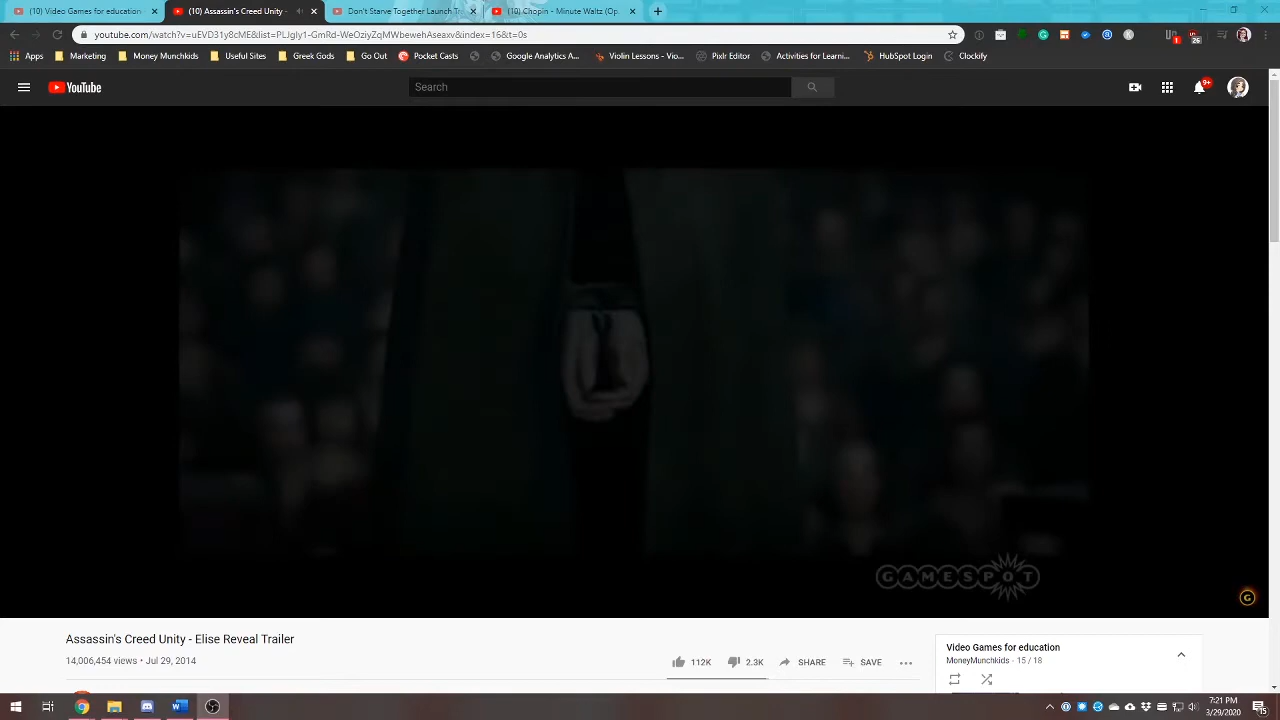 (10) Video Games for education
(10) Assassin's Creed Unity -
Don't Starve Together Launch Tr
(10) Chopin - Minute Waltz (Op.
youtube.com/watch?v=uEVD31y8cME&list=PLJgIy1-GmRd-WeOziyZqMWbewehAseaxv&index=16&t=0s
Apps
Marketing
Money Munchkids
Useful Sites
Greek Gods
Go Out
Pocket Casts
Google Analytics A...
Violin Lessons - Vio...
Pixlr Editor
Activities for Learni...
HubSpot Login
Clockify
YouTube
Search
9+
GAMESPOT
G
Assassin's Creed Unity - Elise Reveal Trailer
14,006,454 views • Jul 29, 2014
112K
2.3K
SHARE
SAVE
Video Games for education
MoneyMunchkids · 15 / 18
7:21 PM
3/29/2020